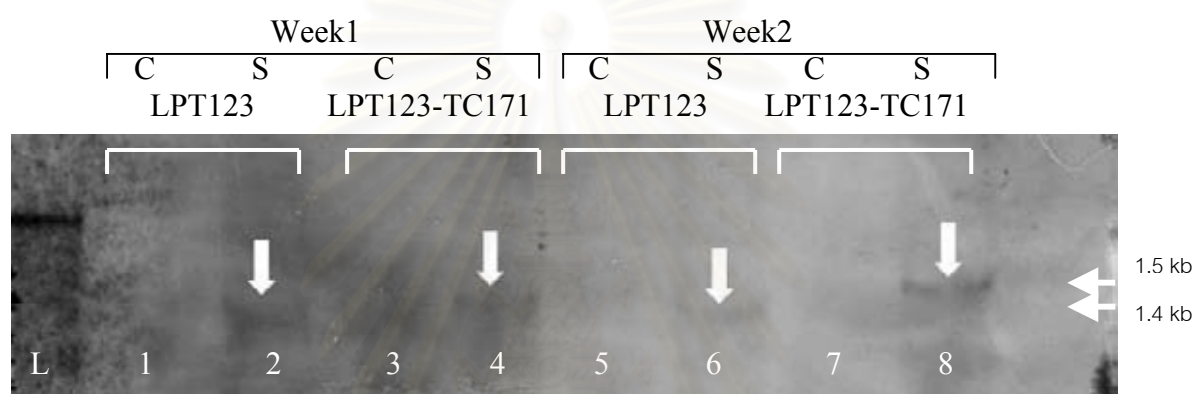 Week1 Week2
C S C S C S C S
LPT123 LPT123-TC171 LPT123 LPT123-TC171
1.5 kb
1.4 kb
L 1 2 3 4 5 6 7 8